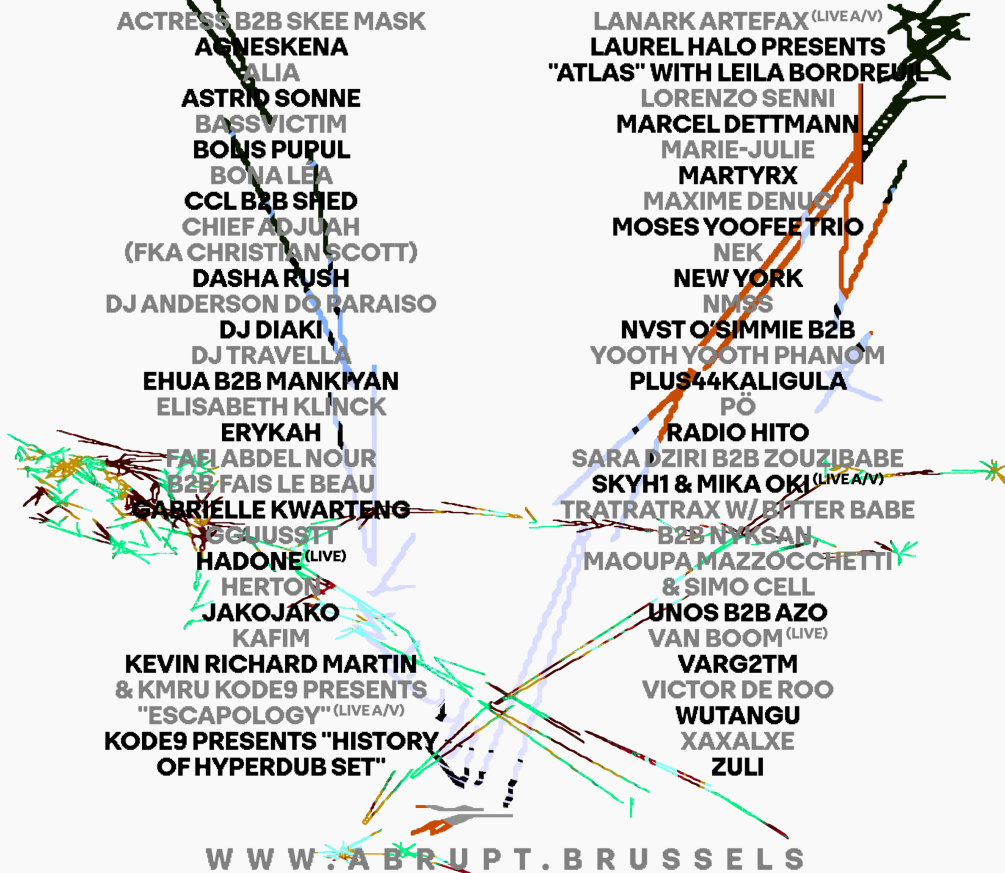 ACTRESS B2B SKEE MASK
AGNESKENA
ALIA
ASTRID SONNE
BASSVICTIM
BOLIS PUPUL
BONA LÉA
CCL B2B SHED
CHIEF ADJUAH
(FKA CHRISTIAN SCOTT)
DASHA RUSH
DJ ANDERSON DO PARAISO
DJ DIAKI
DJ TRAVELLA
EHUA B2B MANKIYAN
ELISABETH KLINCK
ERYKAH
FAFI ABDEL NOUR
B2B FAIS LE BEAU
GABRIELLE KWARTENG
GGUUSSTT
HADONE (LIVE)
HERTON
JAKOJAKO
KAFIM
KEVIN RICHARD MARTIN
& KMRU KODE9 PRESENTS
"ESCAPOLOGY" (LIVE A/V)
KODE9 PRESENTS "HISTORY
OF HYPERDUB SET"
LANARK ARTEFAX (LIVE A/V)
LAUREL HALO PRESENTS
"ATLAS" WITH LEILA BORDREUIL
LORENZO SENNI
MARCEL DETTMANN
MARIE-JULIE
MARTYRX
MAXIME DENUC
MOSES YOOFEE TRIO
NEK
NEW YORK
NMSS
NVST O'SIMMIE B2B
YOOTH YOOTH PHANOM
PLUS44KALIGULA
PÖ
RADIO HITO
SARA DZIRI B2B ZOUZIBABE
SKYH1 & MIKA OKI (LIVE A/V)
TRATRATRAX W/ BITTER BABE
B2B NYKSAN,
MAOUPA MAZZOCCHETTI
& SIMO CELL
UNOS B2B AZO
VAN BOOM (LIVE)
VARG2TM
VICTOR DE ROO
WUTANGU
XAXALXE
ZULI
WWW.ABRUPT.BRUSSELS